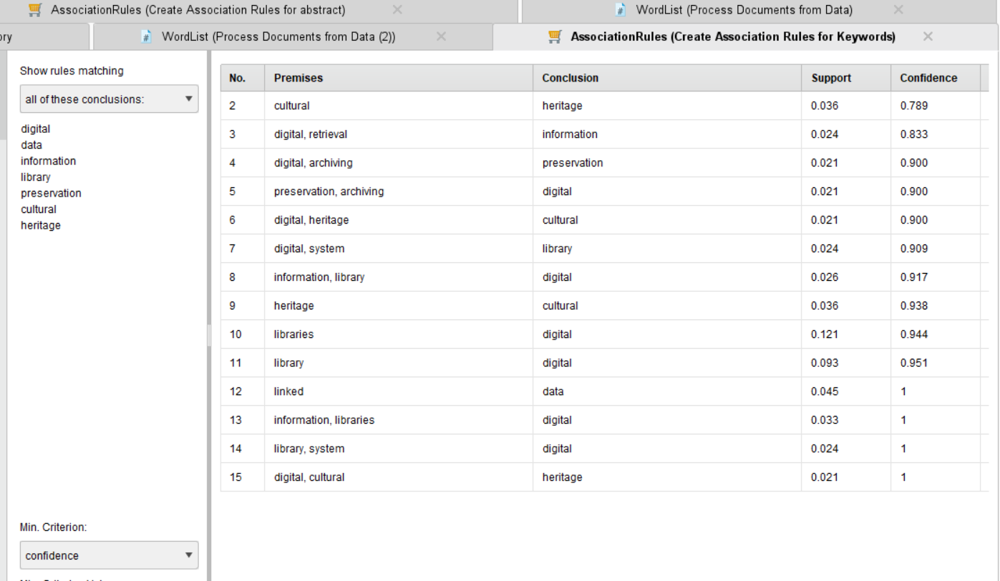 AssociationRules (Create Association Rules for abstract)
WordList (Process Documents from Data)
ory
WordList (Process Documents from Data (2))
AssociationRules (Create Association Rules for Keywords)
Show rules matching
all of these conclusions:
digital
data
information
library
preservation
cultural
heritage
Min. Criterion:
confidence
No. Premises Conclusion Support Confidence
2 cultural heritage 0.036 0.789
3 digital, retrieval information 0.024 0.833
4 digital, archiving preservation 0.021 0.900
5 preservation, archiving digital 0.021 0.900
6 digital, heritage cultural 0.021 0.900
7 digital, system library 0.024 0.909
8 information, library digital 0.026 0.917
9 heritage cultural 0.036 0.938
10 libraries digital 0.121 0.944
11 library digital 0.093 0.951
12 linked data 0.045 1
13 information, libraries digital 0.033 1
14 library, system digital 0.024 1
15 digital, cultural heritage 0.021 1